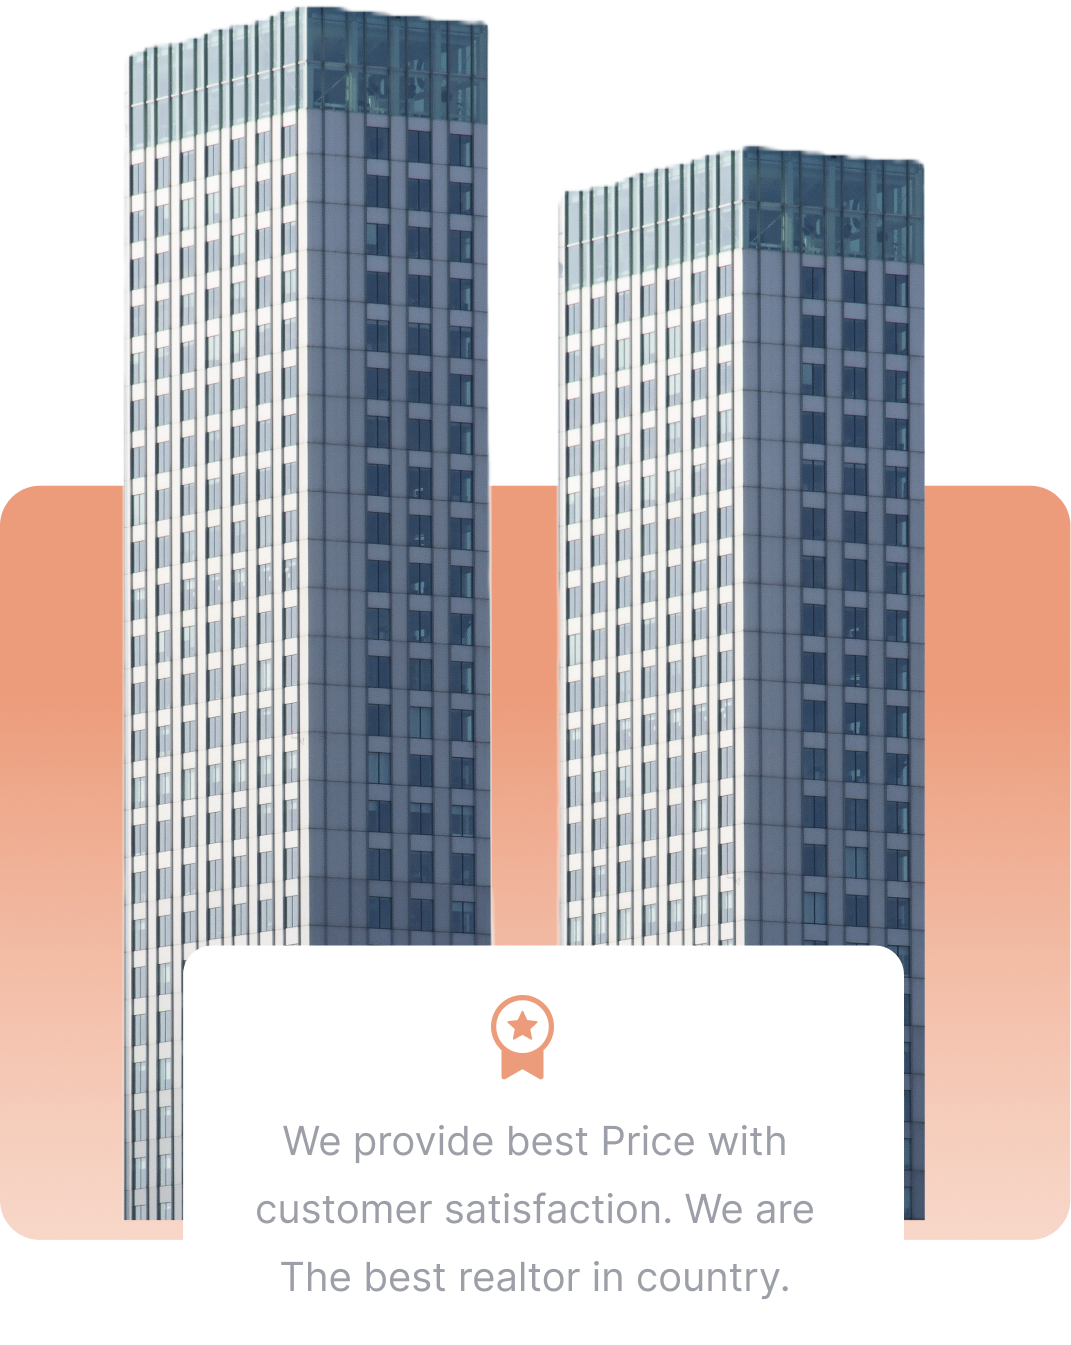 We provide best Price with
customer satisfaction. We are
The best realtor in country.